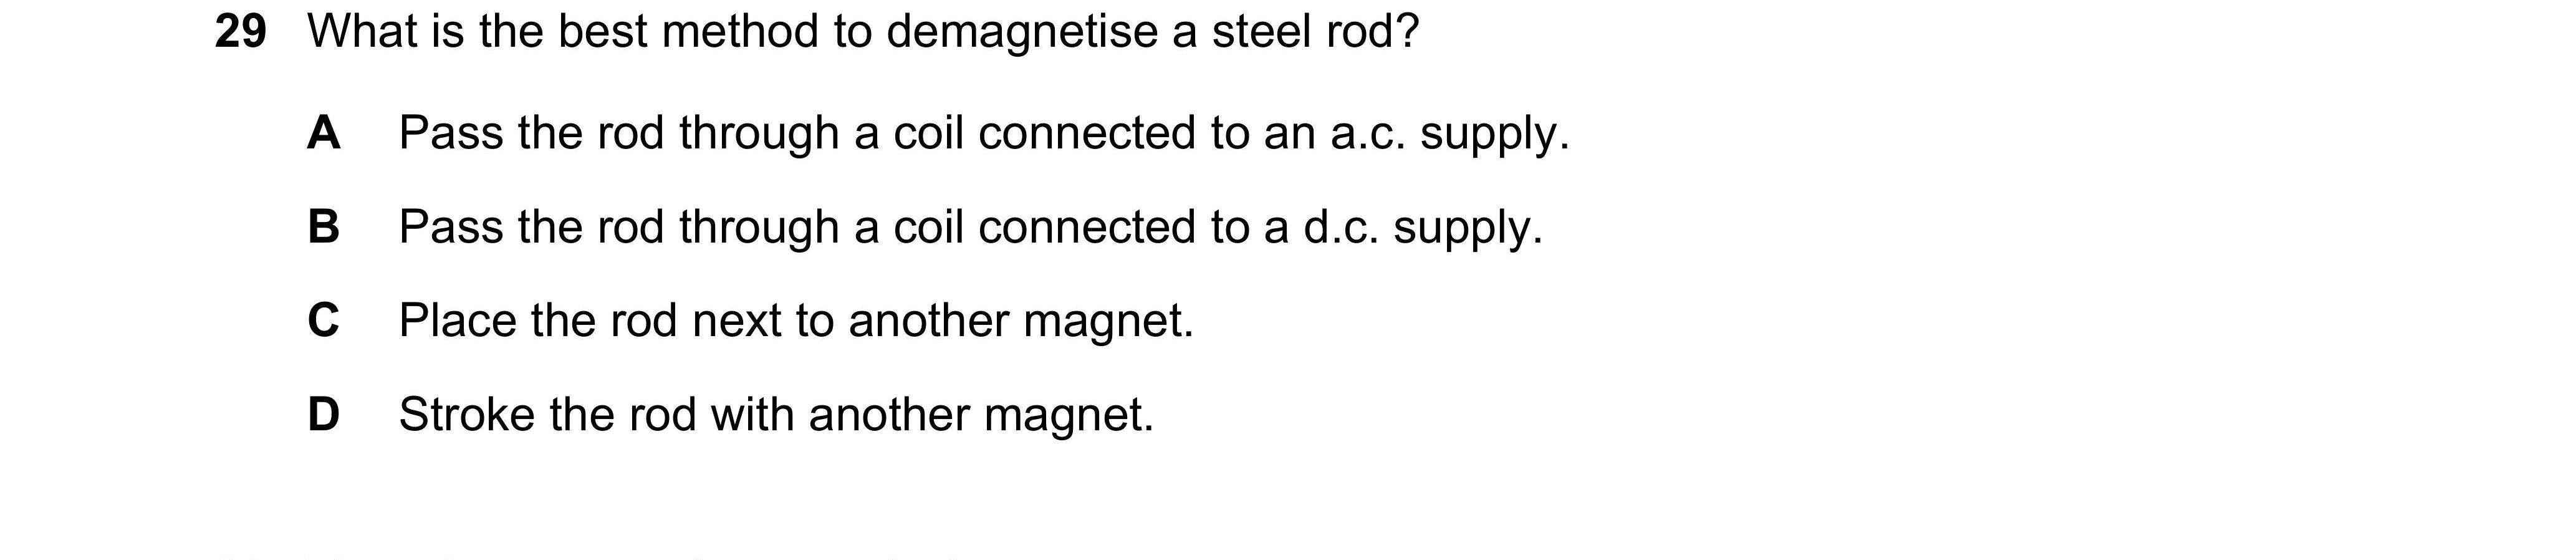 29 What is the best method to demagnetise a steel rod?
A Pass the rod through a coil connected to an a.c. supply.
B Pass the rod through a coil connected to a d.c. supply.
C Place the rod next to another magnet.
D Stroke the rod with another magnet.